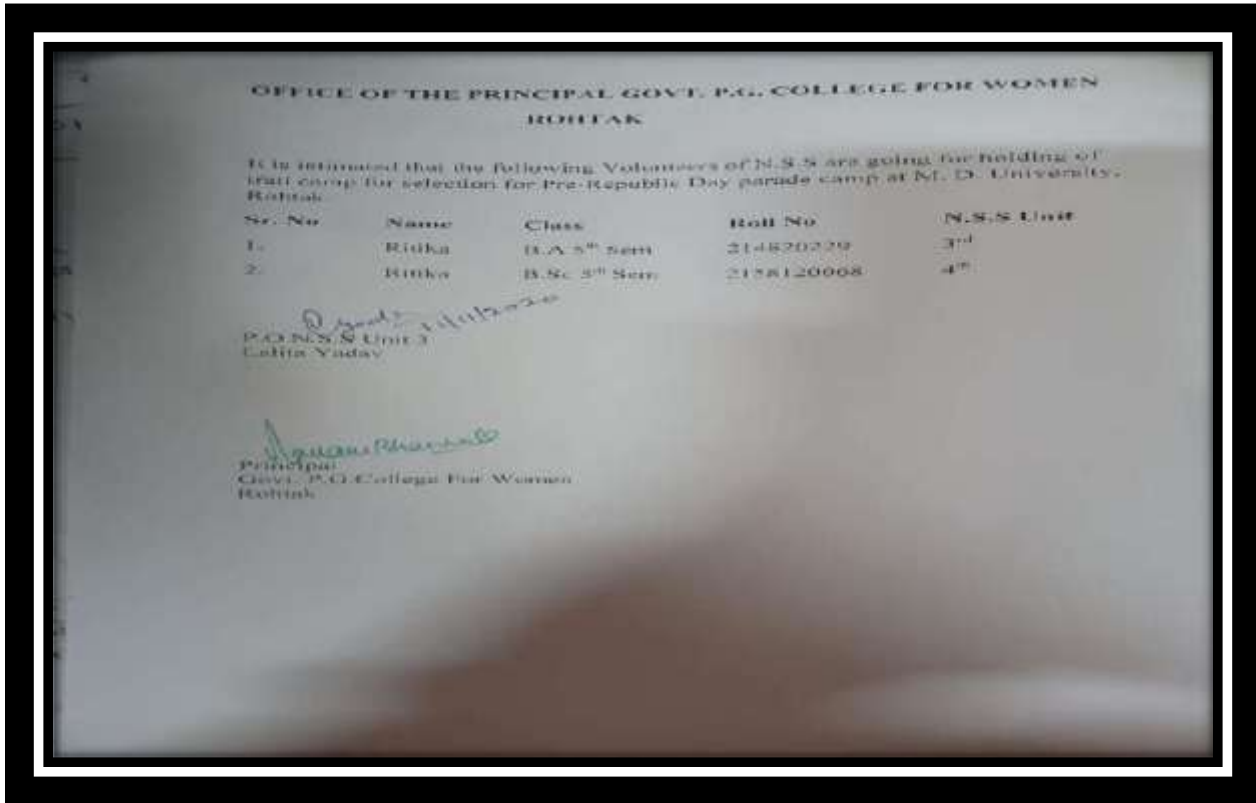 OFFICE OF THE PRINCIPAL GOVT. P.G. COLLEGE FOR WOMEN
ROHTAK
It is intimated that the following Volunteers of N.S.S are going for holding of
trail camp for selection for Pre-Republic Day parade camp at M. D. University,
Rohtak
Sr. No Name Class Roll No N.S.S Unit
1. Ritika B.A 5th Sem 214820229 3rd
2. Ritika B.Sc 5th Sem 2158120068 4th
P.O N.S.S Unit 3
Lalita Yadav
Principal
Govt. P.G.College For Women
Rohtak